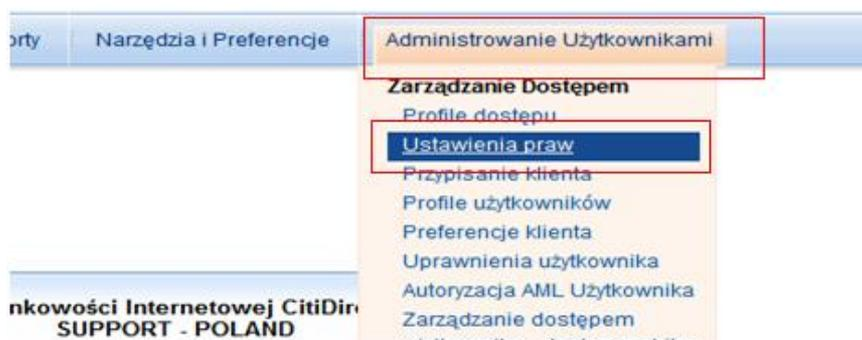 orty Narzędzia i Preferencje Administrowanie Użytkownikami
Zarządzanie Dostępem
Profile dostępu
Ustawienia praw
Przypisanie klienta
Profile użytkowników
Preferencje klienta
Uprawnienia użytkownika
Autoryzacja AML Użytkownika
Zarządzanie dostępem
nkowości Internetowej CitiDire
SUPPORT - POLAND